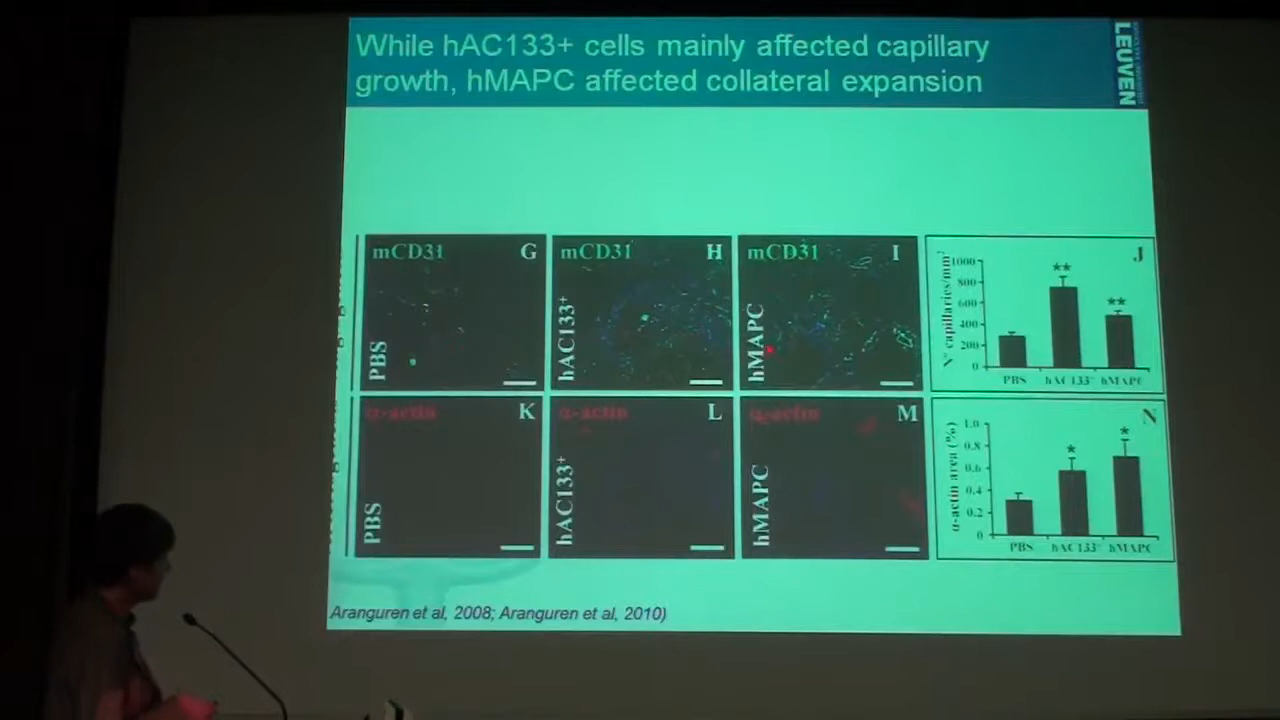 While hAC133+ cells mainly affected capillary
growth, hMAPC affected collateral expansion
LEUVEN
mCD31 G
PBS
mCD31 H
hAC133+
mCD31 I
hMAPC
J
N° capillaries/mm²
1000
800
600
400
200
0
**
**
PBS hAC133+ hMAPC
α-actin K
PBS
α-actin L
hAC133+
α-actin M
hMAPC
N
α-actin area (%)
1.0
0.8
0.6
0.4
0.2
0
*
*
PBS hAC133+ hMAPC
Aranguren et al, 2008; Aranguren et al, 2010)